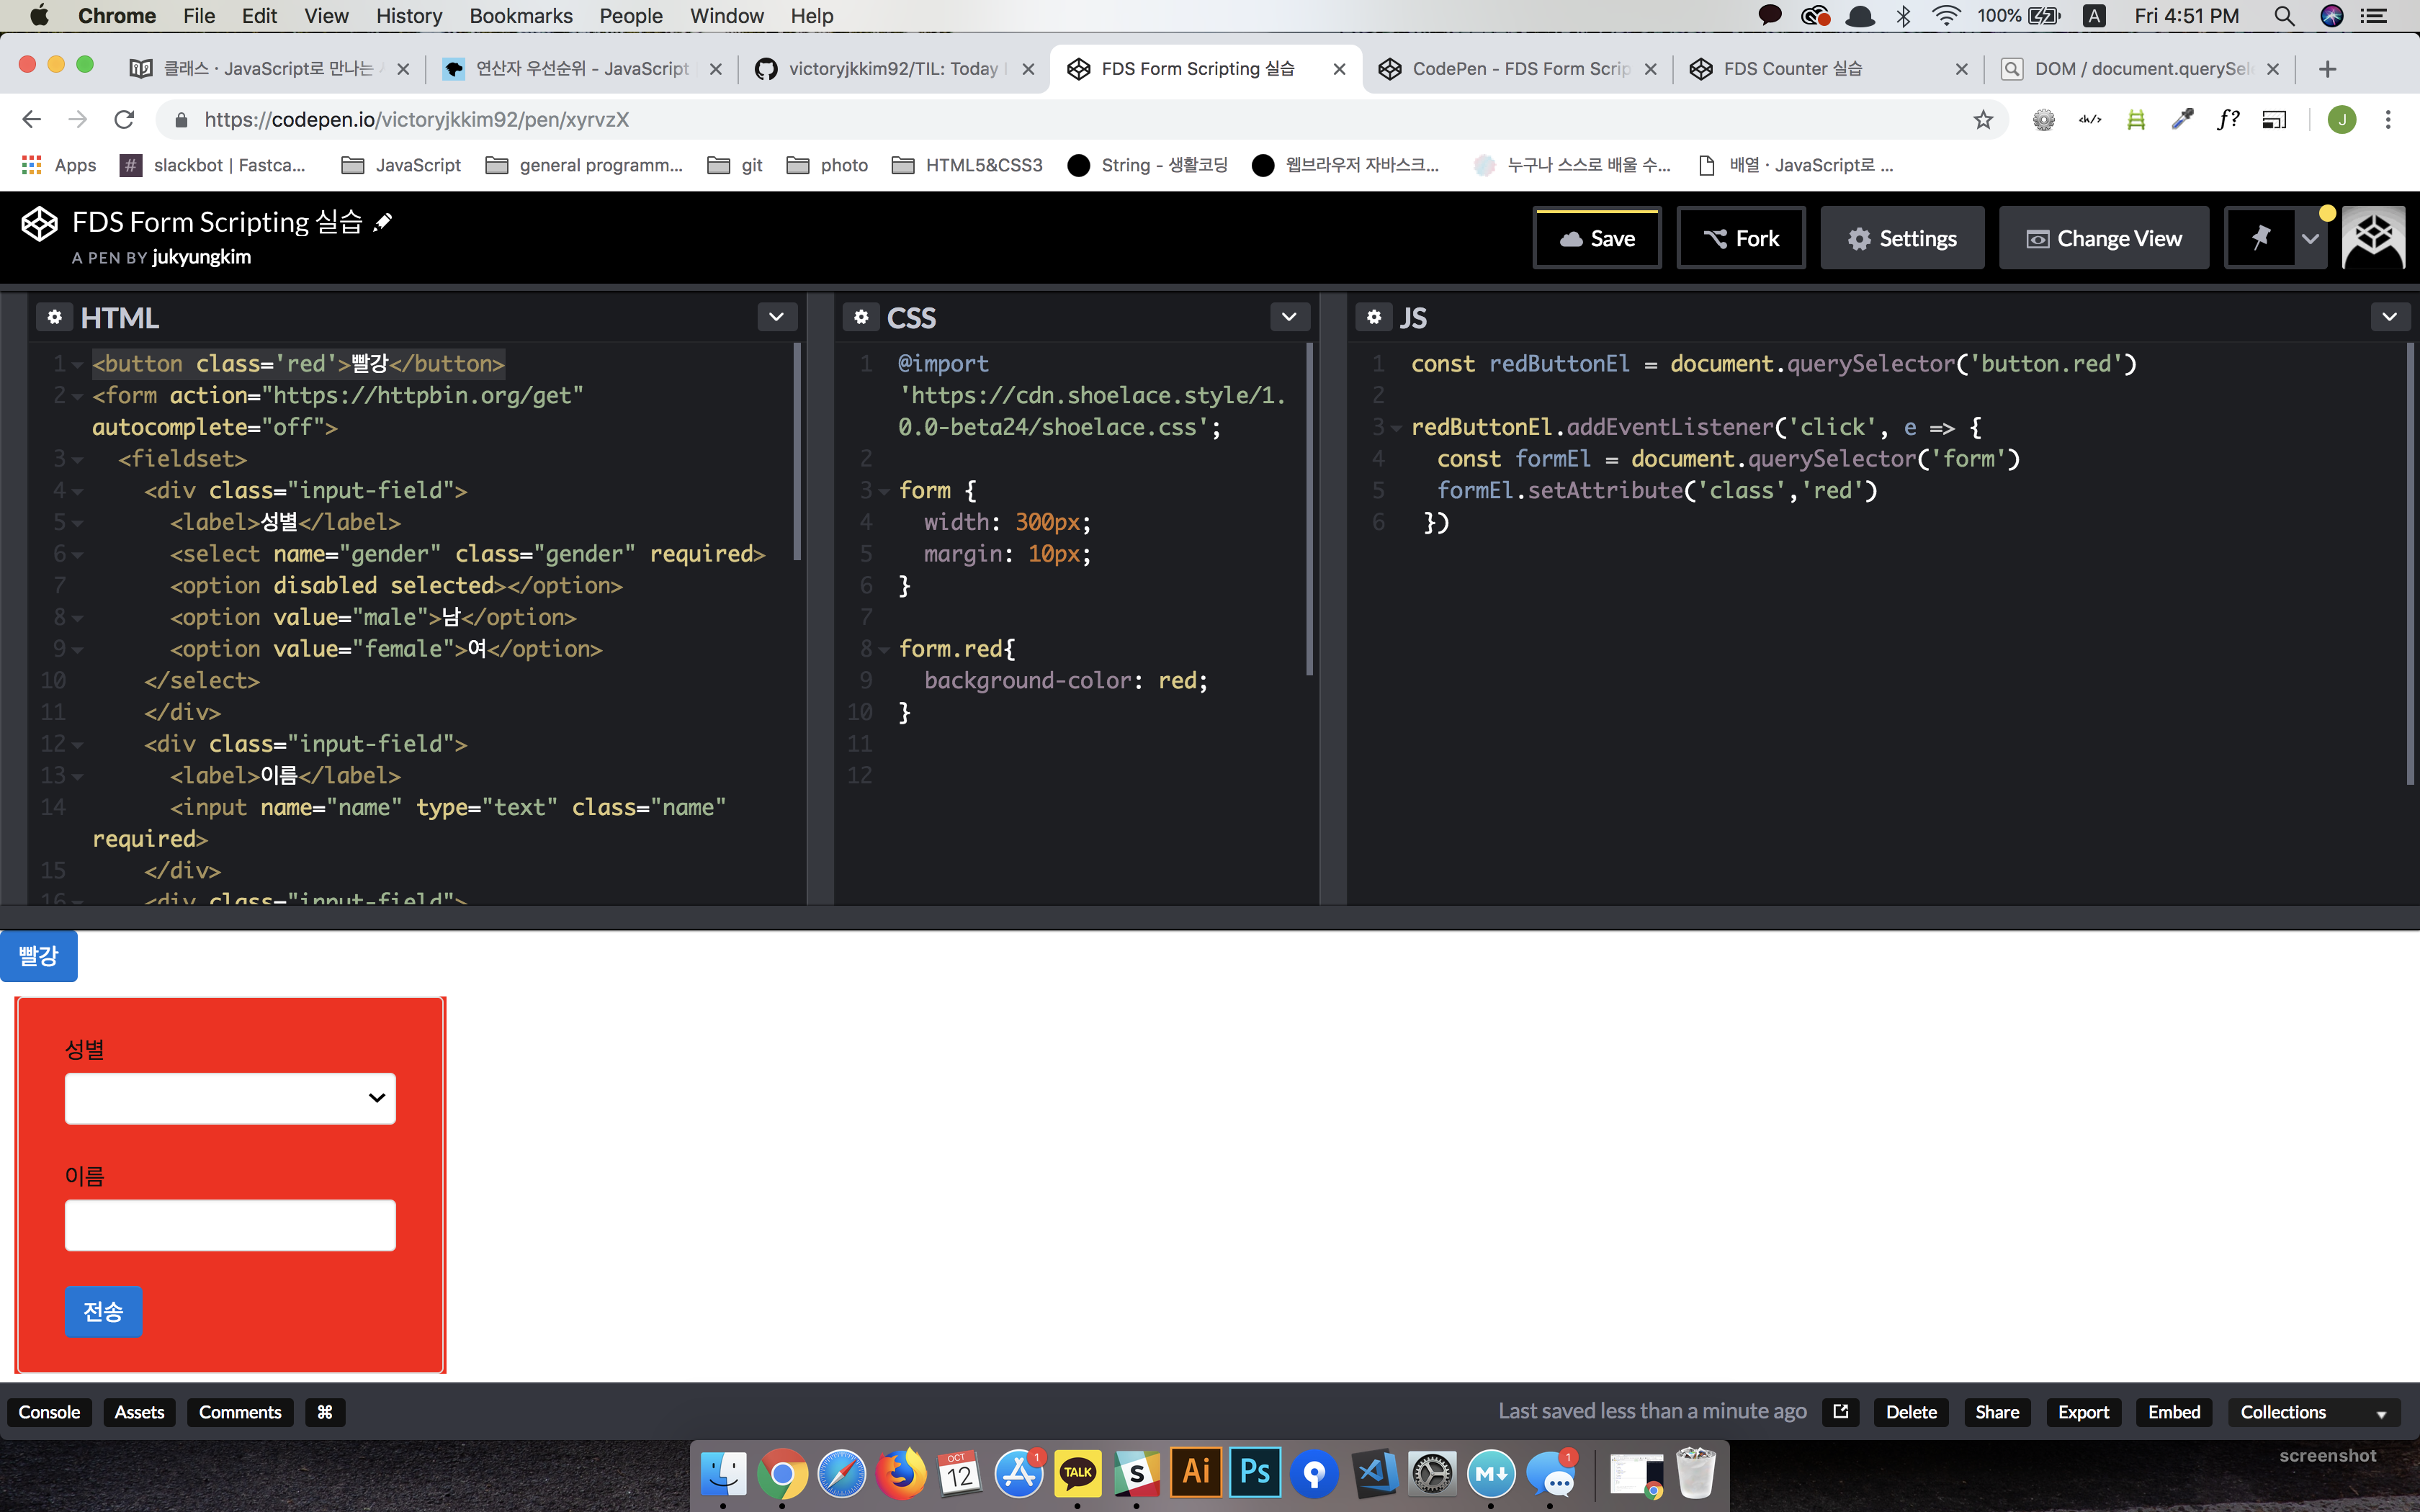 Chrome File Edit View History Bookmarks People Window Help 100% A Fri 4:51 PM
클래스 · JavaScript로 만나는 연산자 우선순위 - JavaScript victoryjkkim92/TIL: Today FDS Form Scripting 실습 CodePen - FDS Form Scrip FDS Counter 실습 DOM / document.querySel
https://codepen.io/victoryjkkim92/pen/xyrvzX </> f? J
Apps # slackbot | Fastca... JavaScript general programm... git photo HTML5&CSS3 String - 생활코딩 웹브라우저 자바스크... 누구나 스스로 배울 수... 배열 · JavaScript로 ...
FDS Form Scripting 실습
A PEN BY jukyungkim
Save Fork Settings Change View
HTML
1 <button class='red'>빨강</button>
2 <form action="https://httpbin.org/get"
autocomplete="off">
3 <fieldset>
4 <div class="input-field">
5 <label>성별</label>
6 <select name="gender" class="gender" required>
7 <option disabled selected></option>
8 <option value="male">남</option>
9 <option value="female">여</option>
10 </select>
11 </div>
12 <div class="input-field">
13 <label>이름</label>
14 <input name="name" type="text" class="name"
required>
15 </div>
16 <div class="input-field">
CSS
1 @import
'https://cdn.shoelace.style/1.
0.0-beta24/shoelace.css';
2
3 form {
4 width: 300px;
5 margin: 10px;
6 }
7
8 form.red{
9 background-color: red;
10 }
11
12
JS
1 const redButtonEl = document.querySelector('button.red')
2
3 redButtonEl.addEventListener('click', e => {
4 const formEl = document.querySelector('form')
5 formEl.setAttribute('class','red')
6 })
빨강
성별
이름
전송
Console Assets Comments ⌘ Last saved less than a minute ago Delete Share Export Embed Collections
OCT
12
1
TALK
S
Ai
Ps
M↓
1
screenshot